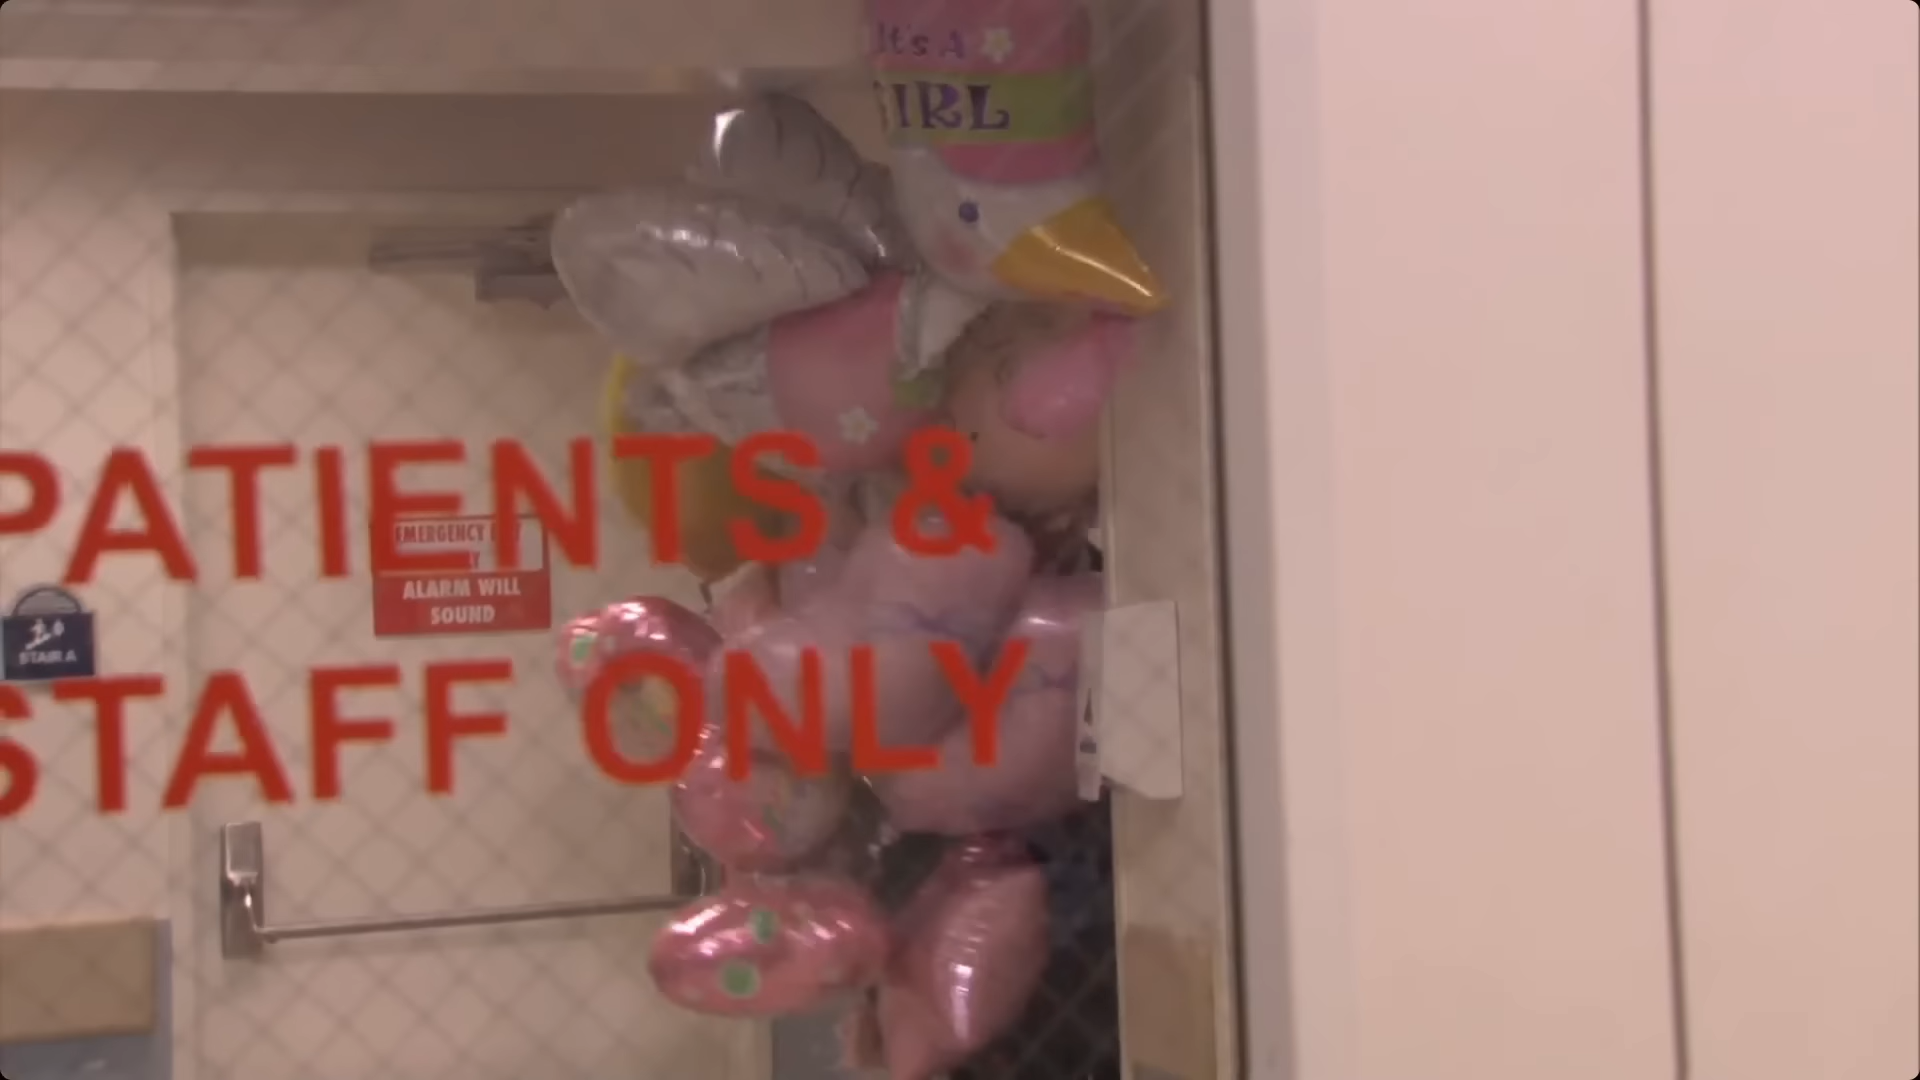 It's A
IRL
PATIENTS &
EMERGENCY
ALARM WILL
SOUND
STAIR A
STAFF ONLY